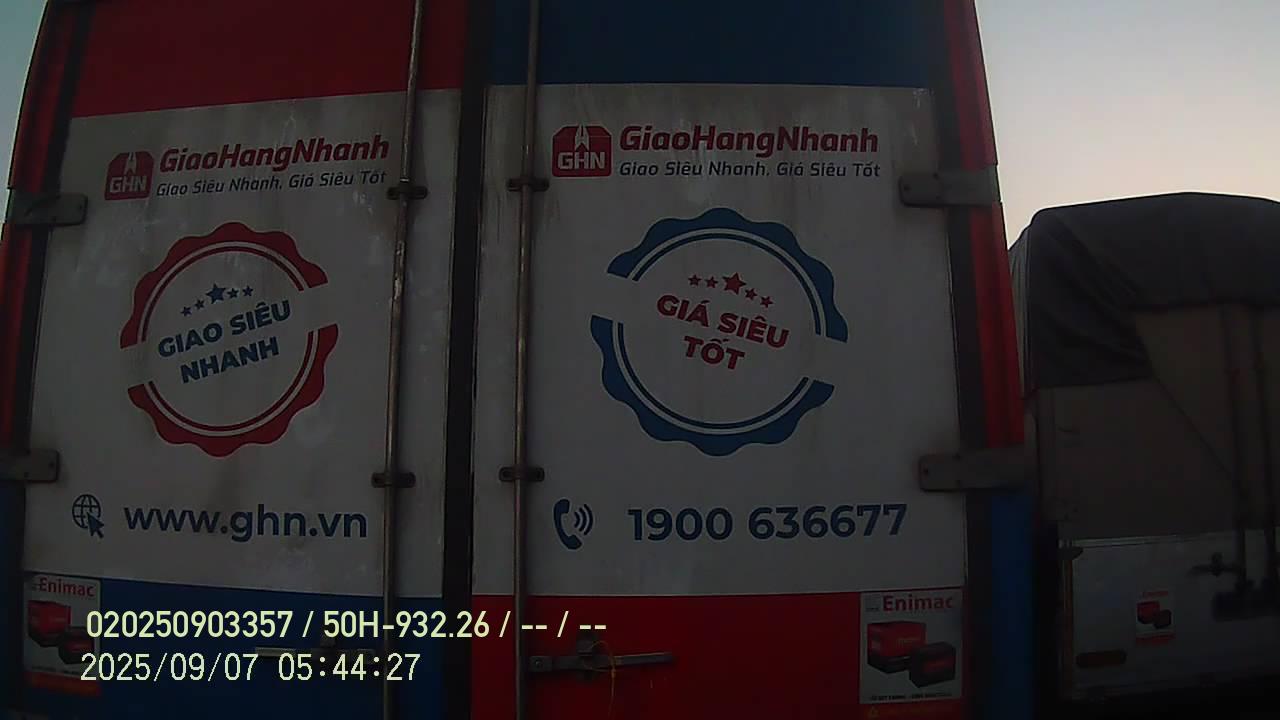 GHN
GiaoHangNhanh
Giao Siêu Nhanh, Giá Siêu Tốt
GIAO SIÊU
NHANH
www.ghn.vn
GHN
GiaoHangNhanh
Giao Siêu Nhanh, Giá Siêu Tốt
GIÁ SIÊU
TỐT
1900 636677
Enimac
Enimac
020250903357 / 50H-932.26 / -- / --
2025/09/07 05:44:27